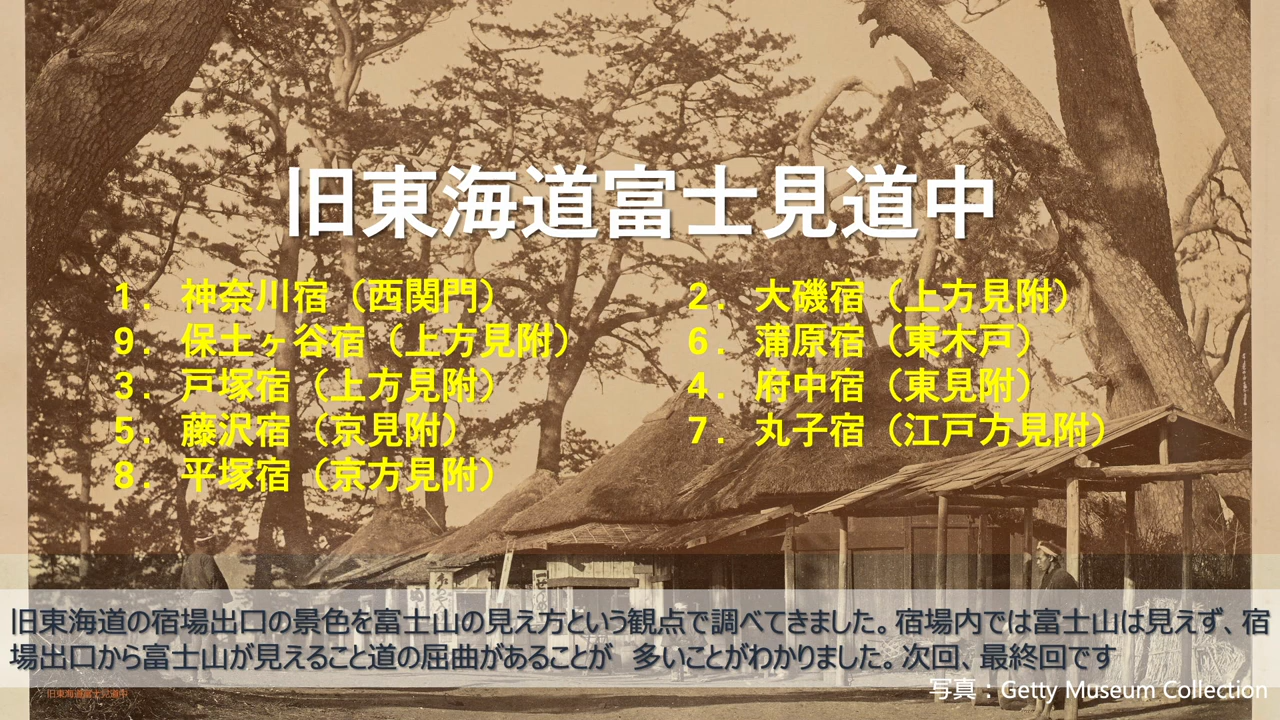 旧東海道富士見道中
1． 神奈川宿（西関門）
9． 保土ヶ谷宿（上方見附）
3． 戸塚宿（上方見附）
5． 藤沢宿（京見附）
8． 平塚宿（京方見附）
2． 大磯宿（上方見附）
6． 蒲原宿（東木戸）
4． 府中宿（東見附）
7． 丸子宿（江戸方見附）
旧東海道の宿場出口の景色を富士山の見え方という観点で調べてきました。宿場内では富士山は見えず、宿
場出口から富士山が見えること道の屈曲があることが　多いことがわかりました。次回、最終回です
旧東海道富士見道中
写真：Getty Museum Collection